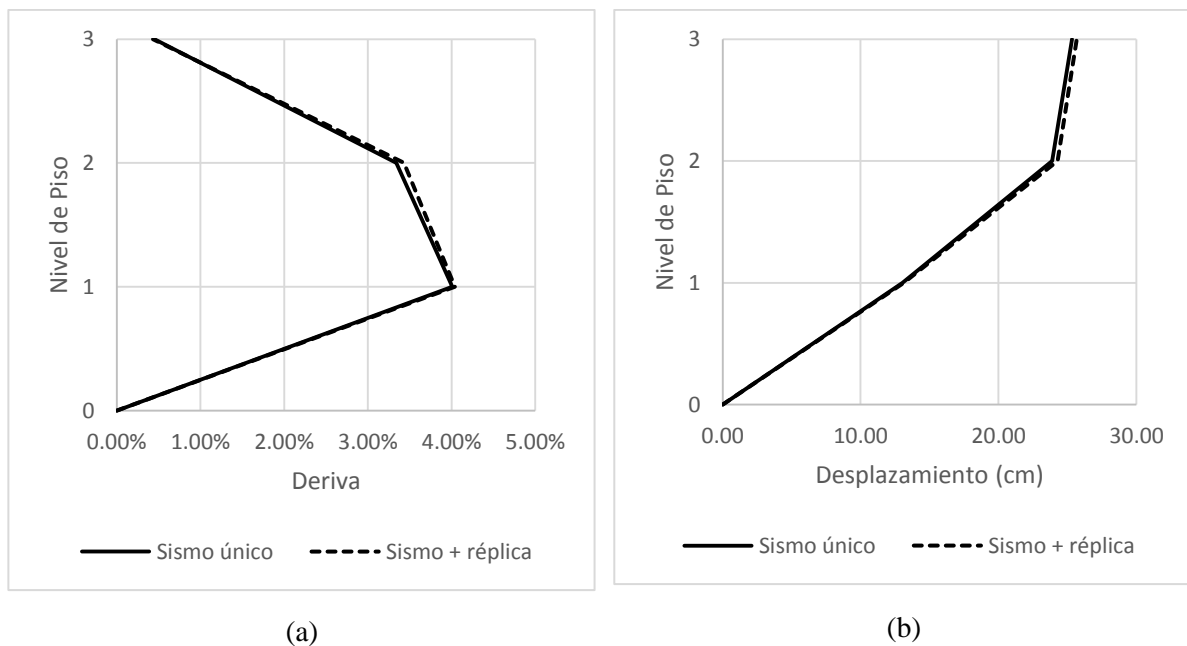 3
2
1
0
Nivel de Piso
0.00% 1.00% 2.00% 3.00% 4.00% 5.00%
Deriva
Sismo único Sismo + réplica
(a)
3
2
1
0
Nivel de Piso
0.00 10.00 20.00 30.00
Desplazamiento (cm)
Sismo único Sismo + réplica
(b)